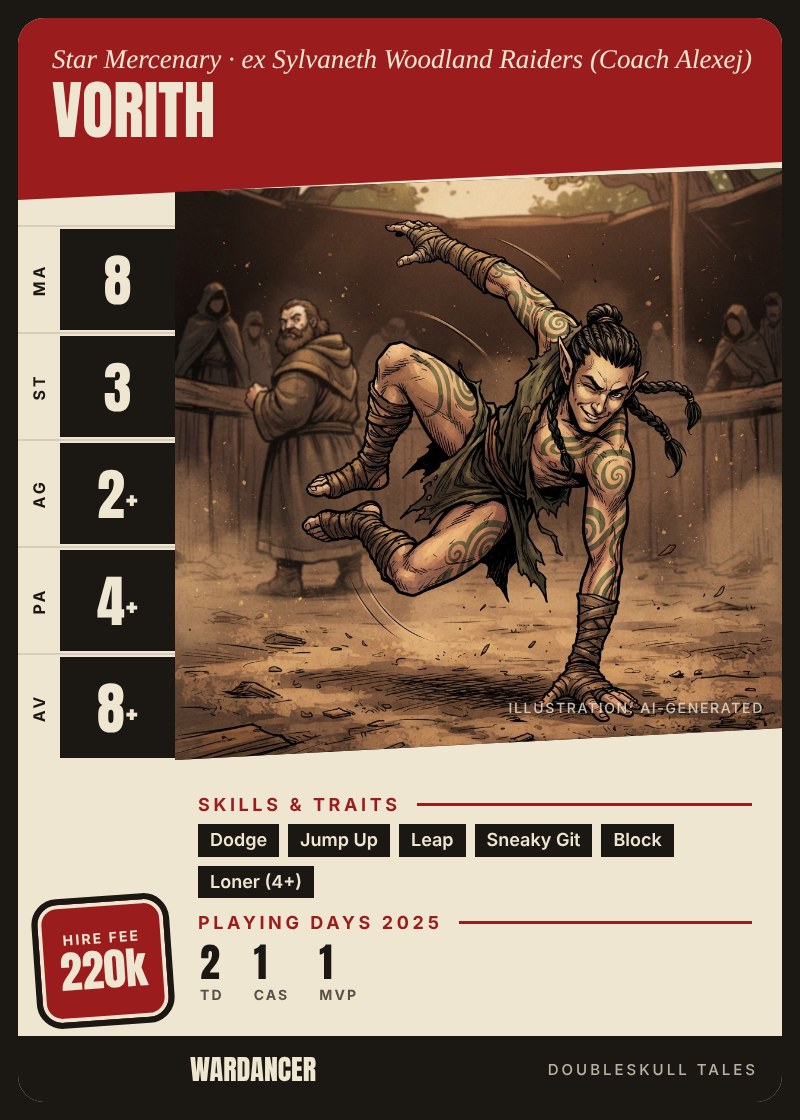 Star Mercenary · ex Sylvaneth Woodland Raiders (Coach Alexej)
VORITH
MA
8
ST
3
AG
2+
PA
4+
AV
8+
ILLUSTRATION: AI-GENERATED
SKILLS & TRAITS
Dodge Jump Up Leap Sneaky Git Block
Loner (4+)
PLAYING DAYS 2025
2 1 1
TD CAS MVP
HIRE FEE
220K
WARDANCER
DOUBLESKULL TALES